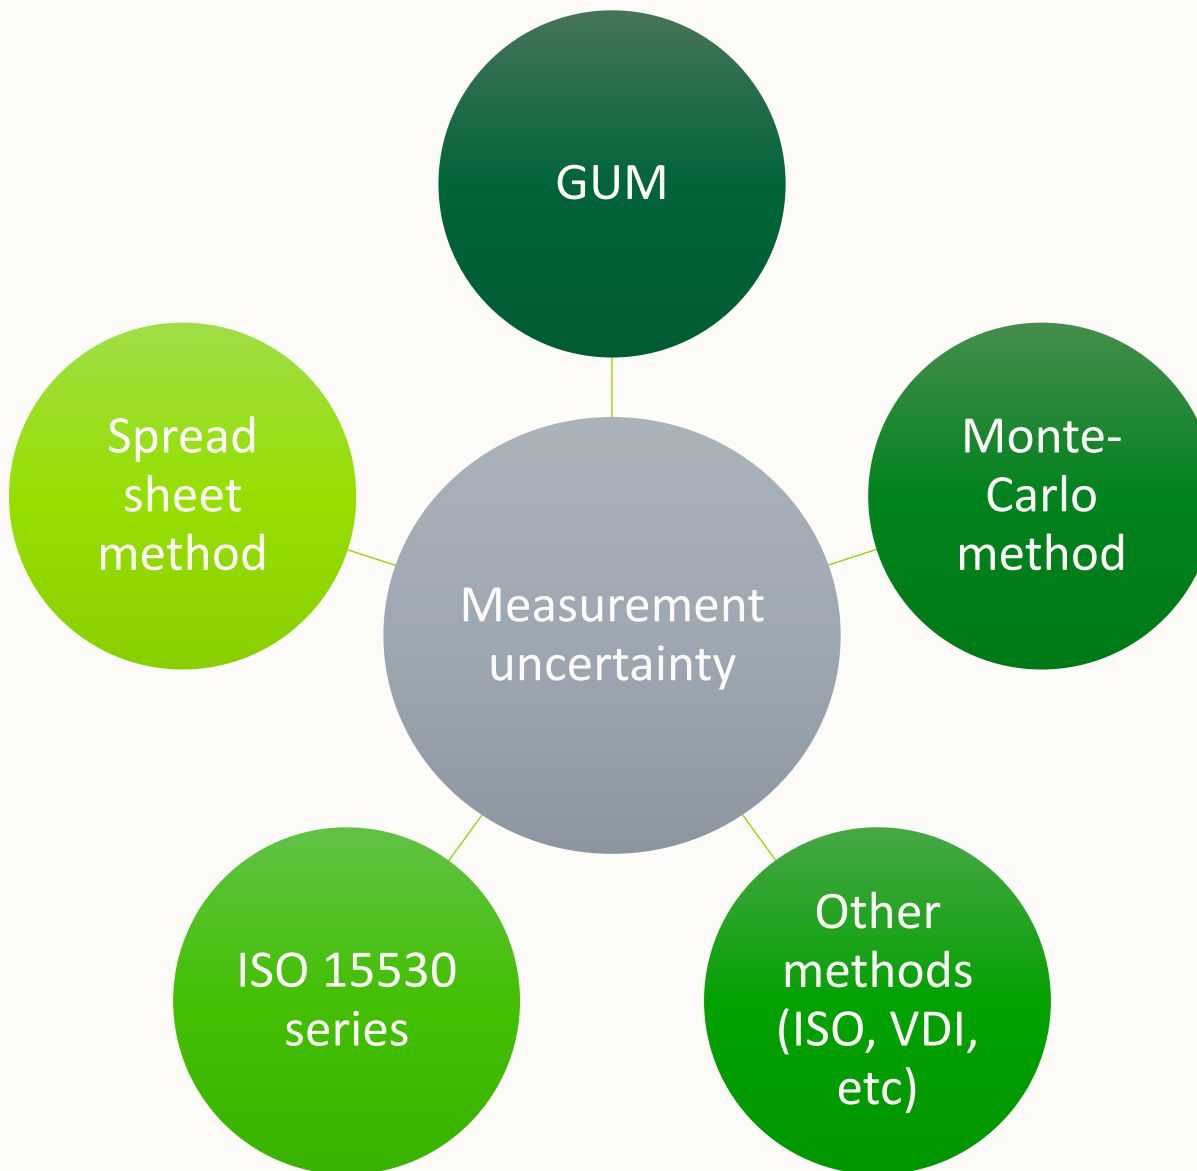 GUM
Monte-
Carlo
method
Other
methods
(ISO, VDI,
etc)
ISO 15530
series
Spread
sheet
method
Measurement
uncertainty